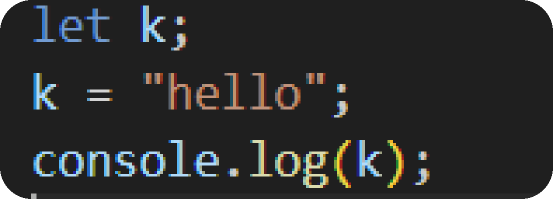 let k;
k = "hello";
console.log(k);